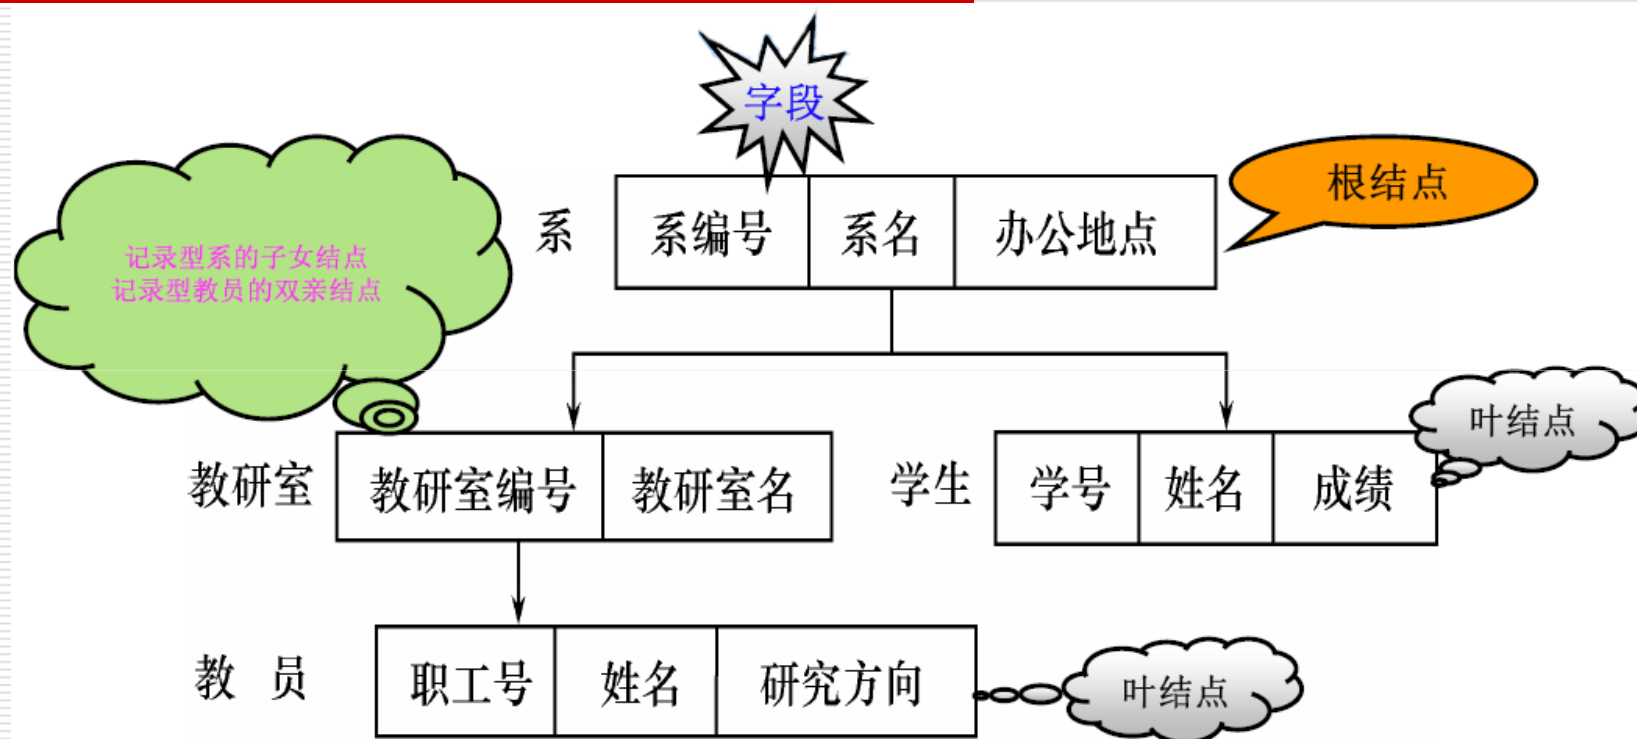 字段
根结点
系
系编号 系名 办公地点
记录型系的子女结点
记录型教员的双亲结点
叶结点
教研室
教研室编号 教研室名
学生
学号 姓名 成绩
教 员
职工号 姓名 研究方向
叶结点